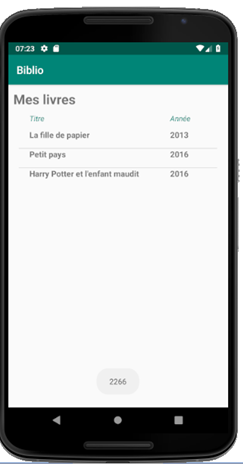 07:23
Biblio
Mes livres
Titre Année
La fille de papier 2013
Petit pays 2016
Harry Potter et l'enfant maudit 2016
2266